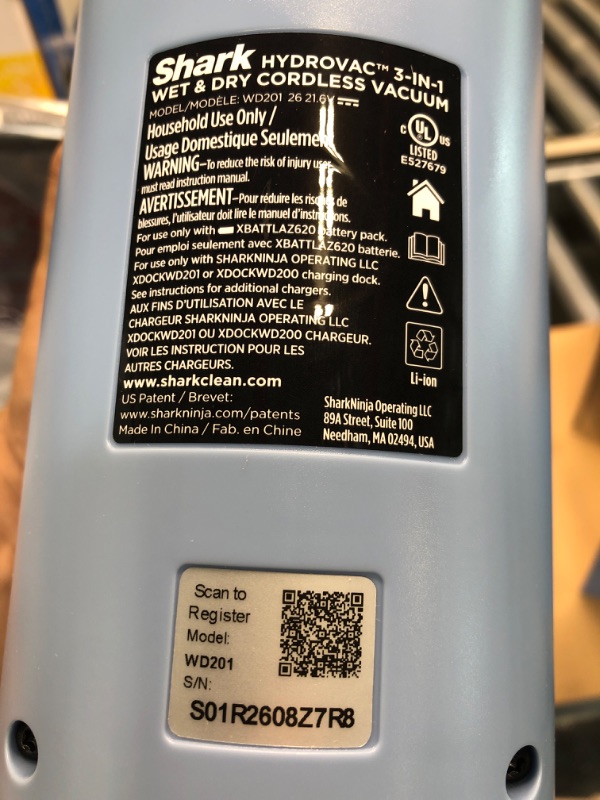 Shark HYDROVAC™ 3-IN-1
WET & DRY CORDLESS VACUUM
MODEL/MODÈLE: WD201 26 21.6V
Household Use Only /
Usage Domestique Seulement
WARNING–To reduce the risk of injury user
must read instruction manual.
AVERTISSEMENT–Pour réduire les risques de
blessures, l'utilisateur doit lire le manuel d'instructions.
For use only with XBATTLAZ620 battery pack.
Pour emploi seulement avec XBATTLAZ620 batterie.
For use only with SHARKNINJA OPERATING LLC
XDOCKWD201 or XDOCKWD200 charging dock.
See instructions for additional chargers.
AUX FINS D'UTILISATION AVEC LE
CHARGEUR SHARKNINJA OPERATING LLC
XDOCKWD201 OU XDOCKWD200 CHARGEUR.
VOIR LES INSTRUCTION POUR LES
AUTRES CHARGEURS.
www.sharkclean.com
US Patent / Brevet:
www.sharkninja.com/patents
Made In China / Fab. en Chine
C UL US
LISTED
E527679
Li-ion
SharkNinja Operating LLC
89A Street, Suite 100
Needham, MA 02494, USA
Scan to
Register
Model:
WD201
S/N:
S01R2608Z7R8